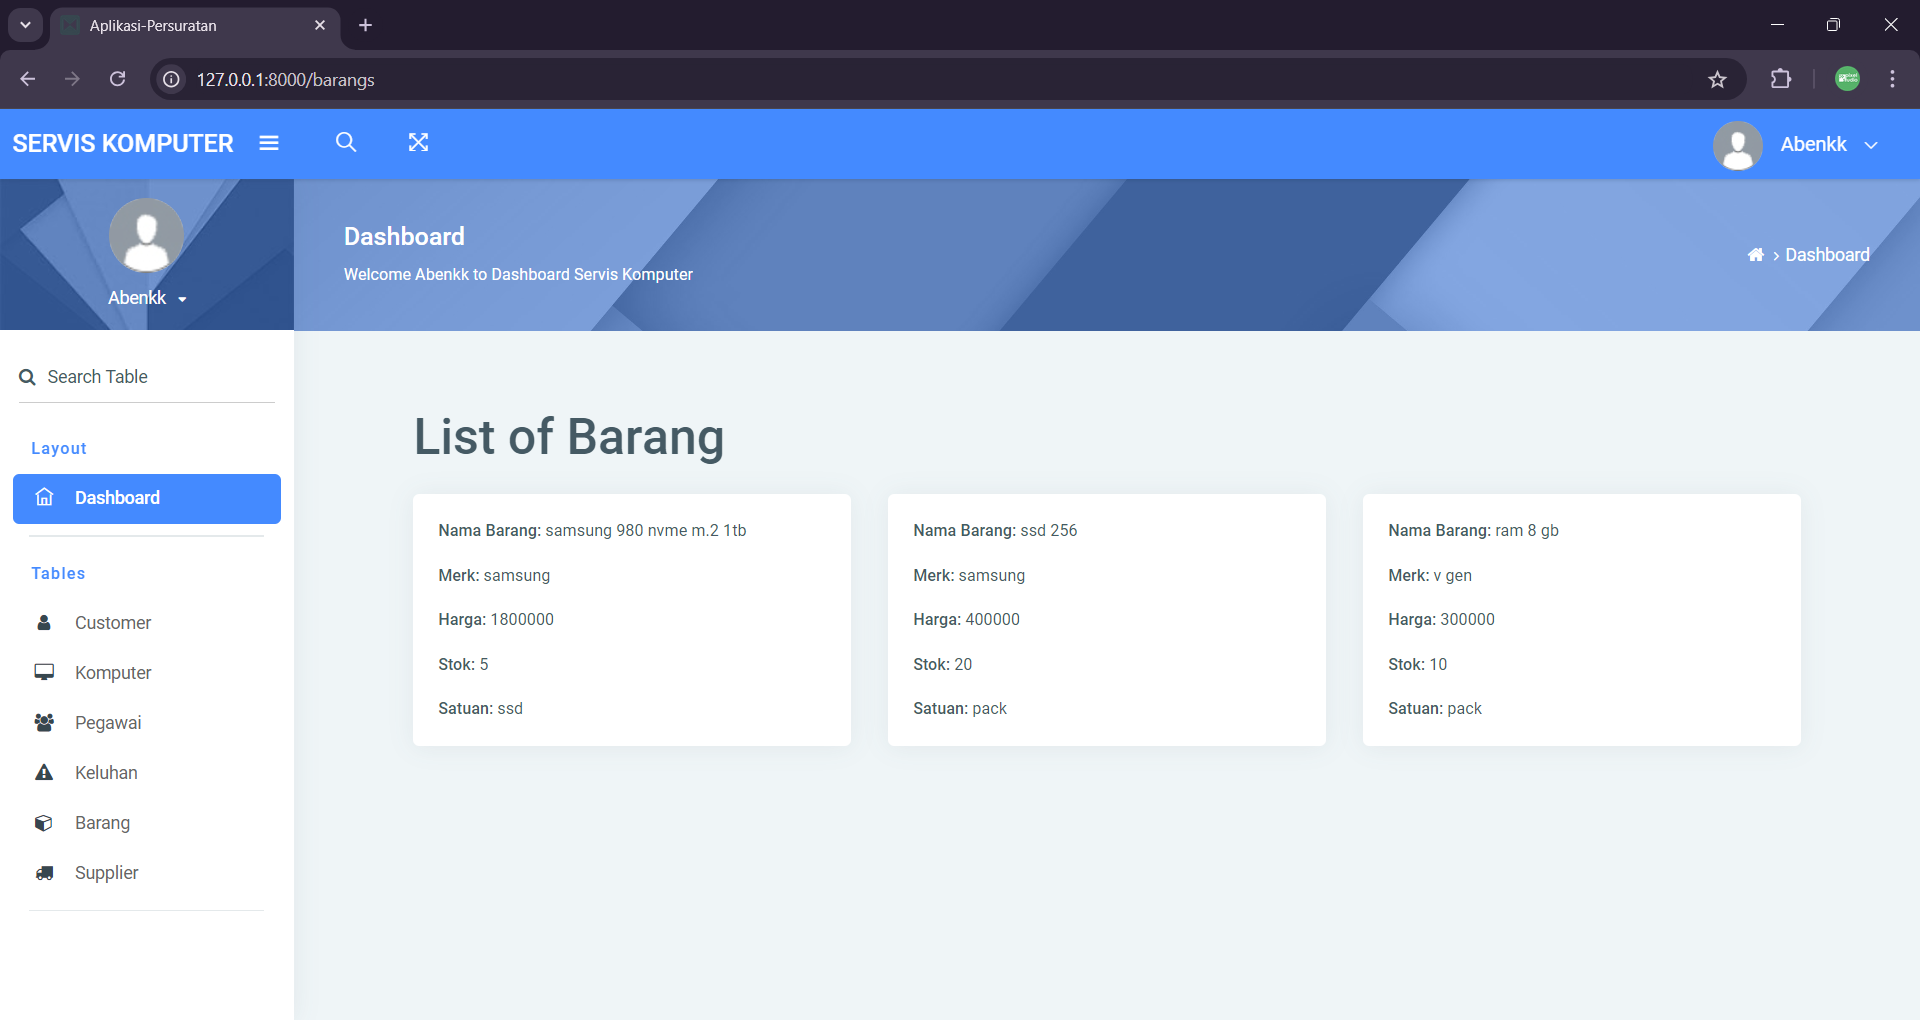 Aplikasi-Persuratan
127.0.0.1:8000/barangs
SERVIS KOMPUTER
Abenkk
Abenkk
Dashboard
Welcome Abenkk to Dashboard Servis Komputer
› Dashboard
Search Table
Layout
Dashboard
Tables
Customer
Komputer
Pegawai
Keluhan
Barang
Supplier
List of Barang
Nama Barang: samsung 980 nvme m.2 1tb
Merk: samsung
Harga: 1800000
Stok: 5
Satuan: ssd
Nama Barang: ssd 256
Merk: samsung
Harga: 400000
Stok: 20
Satuan: pack
Nama Barang: ram 8 gb
Merk: v gen
Harga: 300000
Stok: 10
Satuan: pack